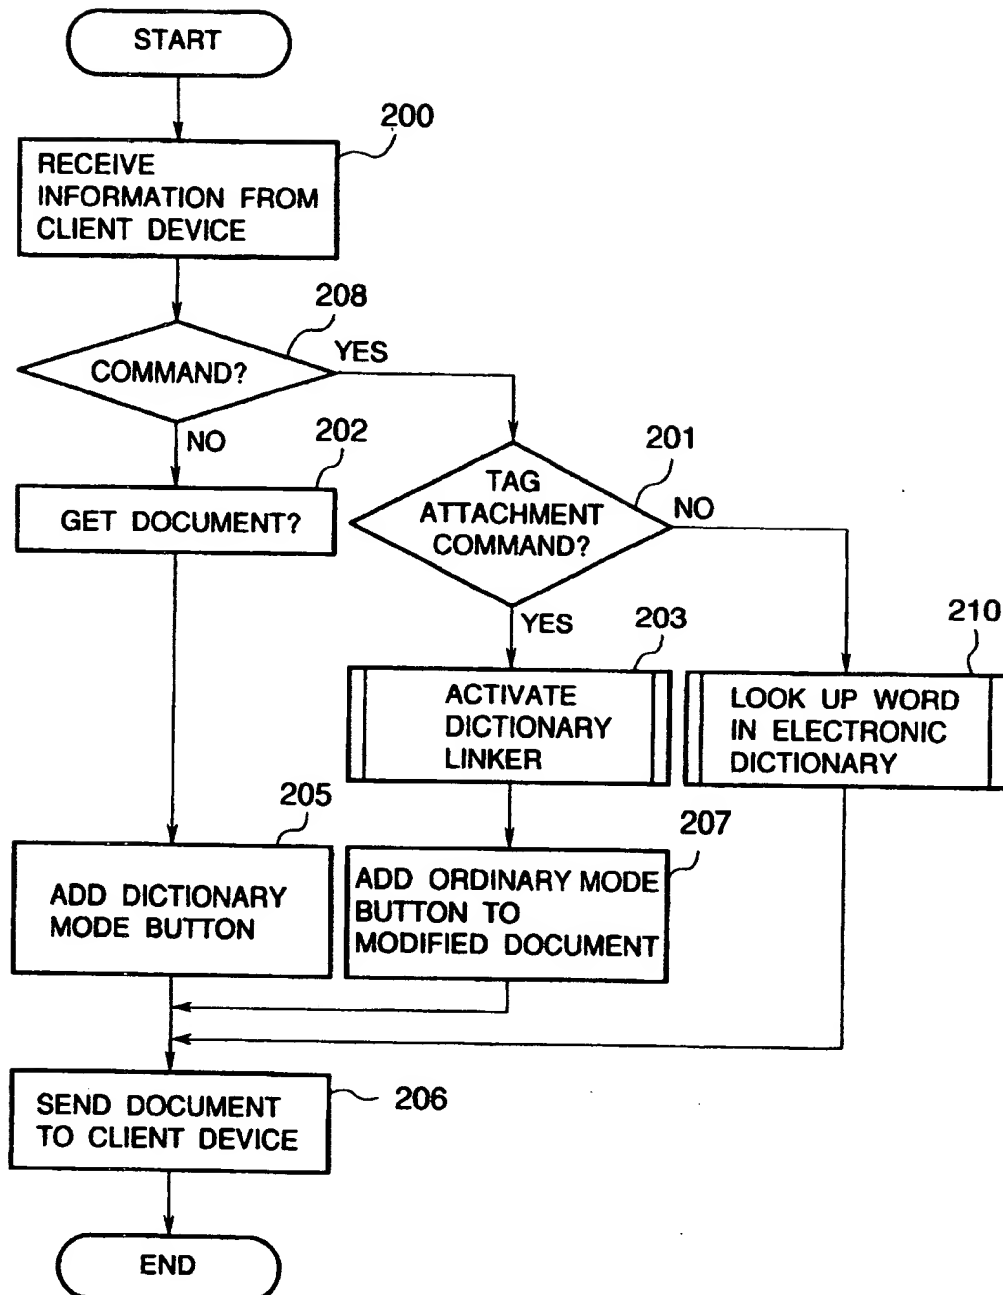 START
200
RECEIVE
INFORMATION FROM
CLIENT DEVICE
208
COMMAND?
YES
NO
202
GET DOCUMENT?
201
TAG
ATTACHMENT
COMMAND?
NO
YES
203
ACTIVATE
DICTIONARY
LINKER
210
LOOK UP WORD
IN ELECTRONIC
DICTIONARY
205
ADD DICTIONARY
MODE BUTTON
207
ADD ORDINARY MODE
BUTTON TO
MODIFIED DOCUMENT
SEND DOCUMENT
TO CLIENT DEVICE
206
END